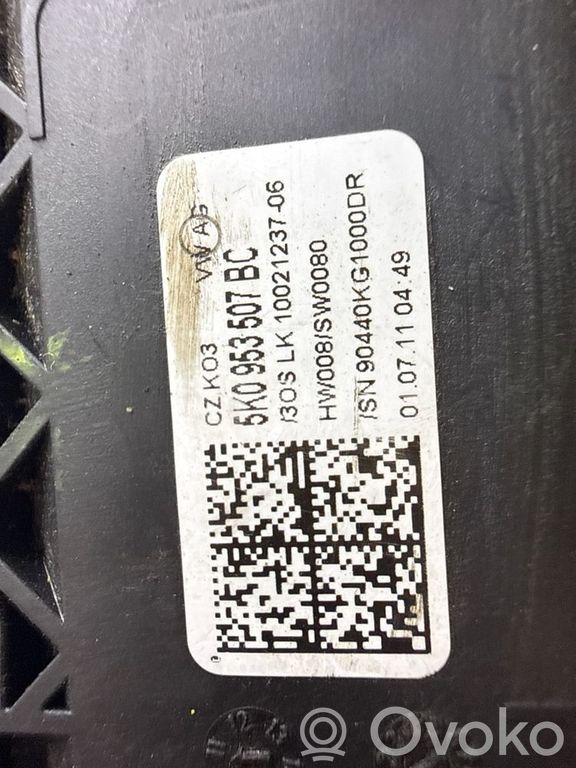 CZ.KO3 VW AG
5K0 953 507 BC
/3OS LK 10021237-06
HW008/SW0080
/SN 90440KG1000DR
01.07.11 04:49
Ovoko